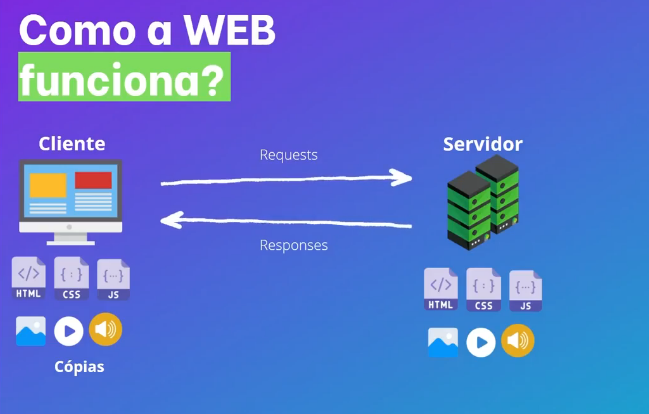 Como a WEB
funciona?
Cliente
Requests
Servidor
Responses
</> HTML
{ : } CSS
{...} JS
</> HTML
{ : } CSS
{...} JS
Cópias